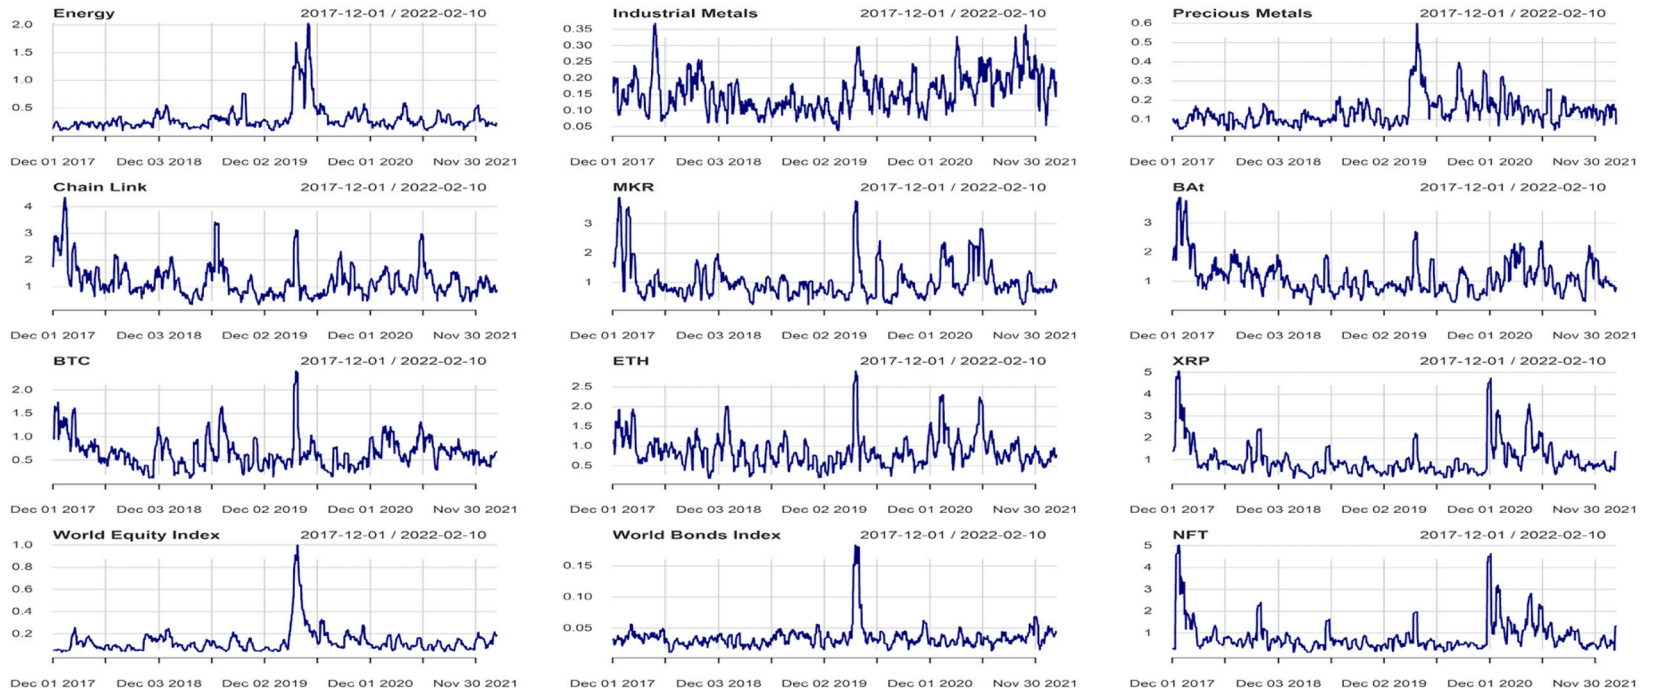 Energy 2017-12-01 / 2022-02-10
2.0
1.5
1.0
0.5
Dec 01 2017 Dec 03 2018 Dec 02 2019 Dec 01 2020 Nov 30 2021
Industrial Metals 2017-12-01 / 2022-02-10
0.35
0.30
0.25
0.20
0.15
0.10
0.05
Dec 01 2017 Dec 03 2018 Dec 02 2019 Dec 01 2020 Nov 30 2021
Precious Metals 2017-12-01 / 2022-02-10
0.6
0.5
0.4
0.3
0.2
0.1
Dec 01 2017 Dec 03 2018 Dec 02 2019 Dec 01 2020 Nov 30 2021
Chain Link 2017-12-01 / 2022-02-10
4
3
2
1
Dec 01 2017 Dec 03 2018 Dec 02 2019 Dec 01 2020 Nov 30 2021
MKR 2017-12-01 / 2022-02-10
3
2
1
Dec 01 2017 Dec 03 2018 Dec 02 2019 Dec 01 2020 Nov 30 2021
BAt 2017-12-01 / 2022-02-10
3
2
1
Dec 01 2017 Dec 03 2018 Dec 02 2019 Dec 01 2020 Nov 30 2021
BTC 2017-12-01 / 2022-02-10
2.0
1.5
1.0
0.5
Dec 01 2017 Dec 03 2018 Dec 02 2019 Dec 01 2020 Nov 30 2021
ETH 2017-12-01 / 2022-02-10
2.5
2.0
1.5
1.0
0.5
Dec 01 2017 Dec 03 2018 Dec 02 2019 Dec 01 2020 Nov 30 2021
XRP 2017-12-01 / 2022-02-10
5
4
3
2
1
Dec 01 2017 Dec 03 2018 Dec 02 2019 Dec 01 2020 Nov 30 2021
World Equity Index 2017-12-01 / 2022-02-10
1.0
0.8
0.6
0.4
0.2
Dec 01 2017 Dec 03 2018 Dec 02 2019 Dec 01 2020 Nov 30 2021
World Bonds Index 2017-12-01 / 2022-02-10
0.15
0.10
0.05
Dec 01 2017 Dec 03 2018 Dec 02 2019 Dec 01 2020 Nov 30 2021
NFT 2017-12-01 / 2022-02-10
5
4
3
2
1
Dec 01 2017 Dec 03 2018 Dec 02 2019 Dec 01 2020 Nov 30 2021